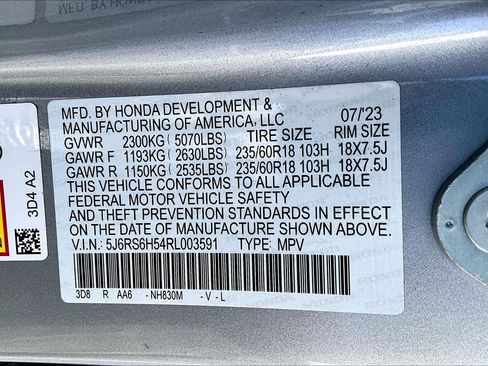 MFD. BY HONDA DEVELOPMENT &
MANUFACTURING OF AMERICA, LLC 07/'23
GVWR 2300KG(5070LBS) TIRE SIZE RIM SIZE
GAWR F 1193KG(2630LBS) 235/60R18 103H 18X7.5J
GAWR R 1150KG(2535LBS) 235/60R18 103H 18X7.5J
THIS VEHICLE CONFORMS TO ALL APPLICABLE
FEDERAL MOTOR VEHICLE SAFETY
AND THEFT PREVENTION STANDARDS IN EFFECT
ON THE DATE OF MANUFACTURE SHOWN ABOVE.
V.I.N.: 5J6RS6H54RL003591 TYPE: MPV
3D8 R AA6 -NH830M -V-L
3D4 A2